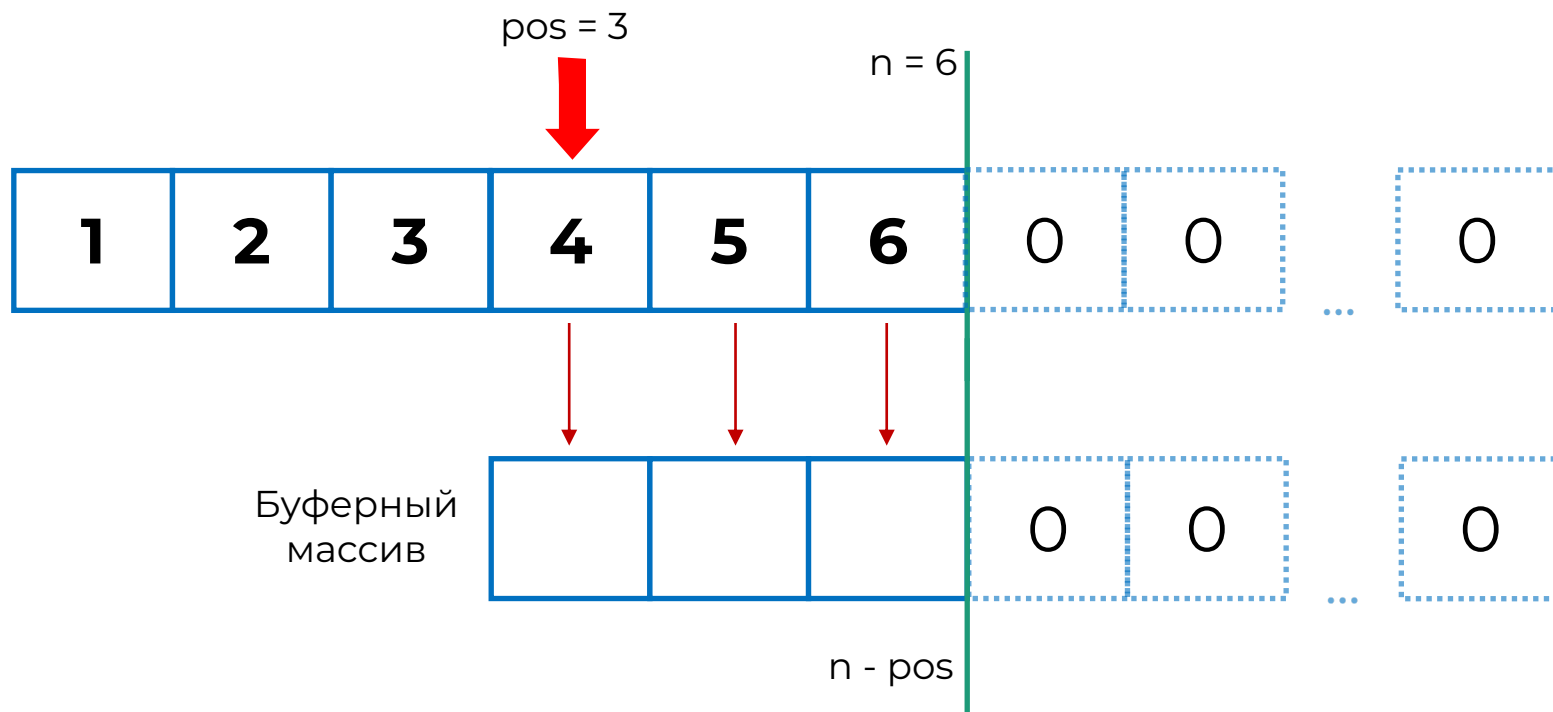 pos = 3
n = 6
1 2 3 4 5 6 0 0 ... 0
Буферный
массив
0 0 ... 0
n - pos